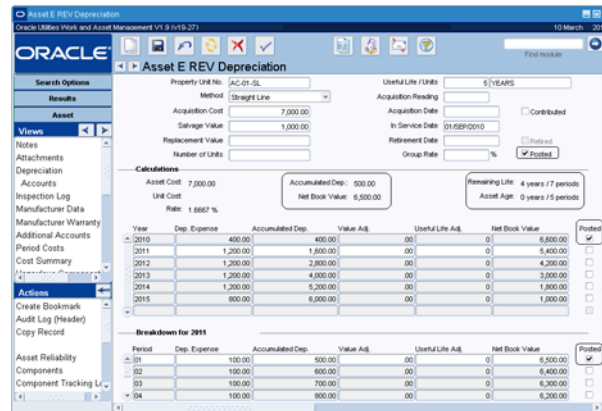 Asset E REV Depreciation
Oracle Utilities Work and Asset Management V1.9 (v19-27)
10 March 201
ORACLE
Find module
Asset E REV Depreciation
Search Options
Results
Asset
Views
Notes
Attachments
Depreciation
Accounts
Inspection Log
Manufacturer Data
Manufacturer Warranty
Additional Accounts
Period Costs
Cost Summary
Actions
Create Bookmark
Audit Log (Header)
Copy Record
Asset Reliability
Components
Component Tracking Lo
Property Unit No. AC-01-SL Useful Life / Units 5 YEARS
Method Straight Line Acquisition Reading
Acquisition Cost 7,000.00 Acquisition Date Contributed
Salvage Value 1,000.00 In Service Date 01/SEP/2010
Replacement Value Retirement Date Retired
Number of Units Group Rate % Posted
Calculations
Asset Cost: 7,000.00 Accumulated Dep.: 500.00 Remaining Life: 4 years / 7 periods
Unit Cost: Net Book Value: 6,500.00 Asset Age: 0 years / 5 periods
Rate: 1.6667 %
Year Dep. Expense Accumulated Dep. Value Adj. Useful Life Adj. Net Book Value Posted
2010 400.00 400.00 .00 0 6,600.00
2011 1,200.00 1,600.00 .00 0 5,400.00
2012 1,200.00 2,800.00 .00 0 4,200.00
2013 1,200.00 4,000.00 .00 0 3,000.00
2014 1,200.00 5,200.00 .00 0 1,800.00
2015 800.00 6,000.00 .00 0 1,000.00
Breakdown for 2011
Period Dep. Expense Accumulated Dep. Value Adj. Useful Life Adj. Net Book Value Posted
01 100.00 500.00 .00 0 6,500.00
02 100.00 600.00 .00 0 6,400.00
03 100.00 700.00 .00 0 6,300.00
04 100.00 800.00 .00 0 6,200.00